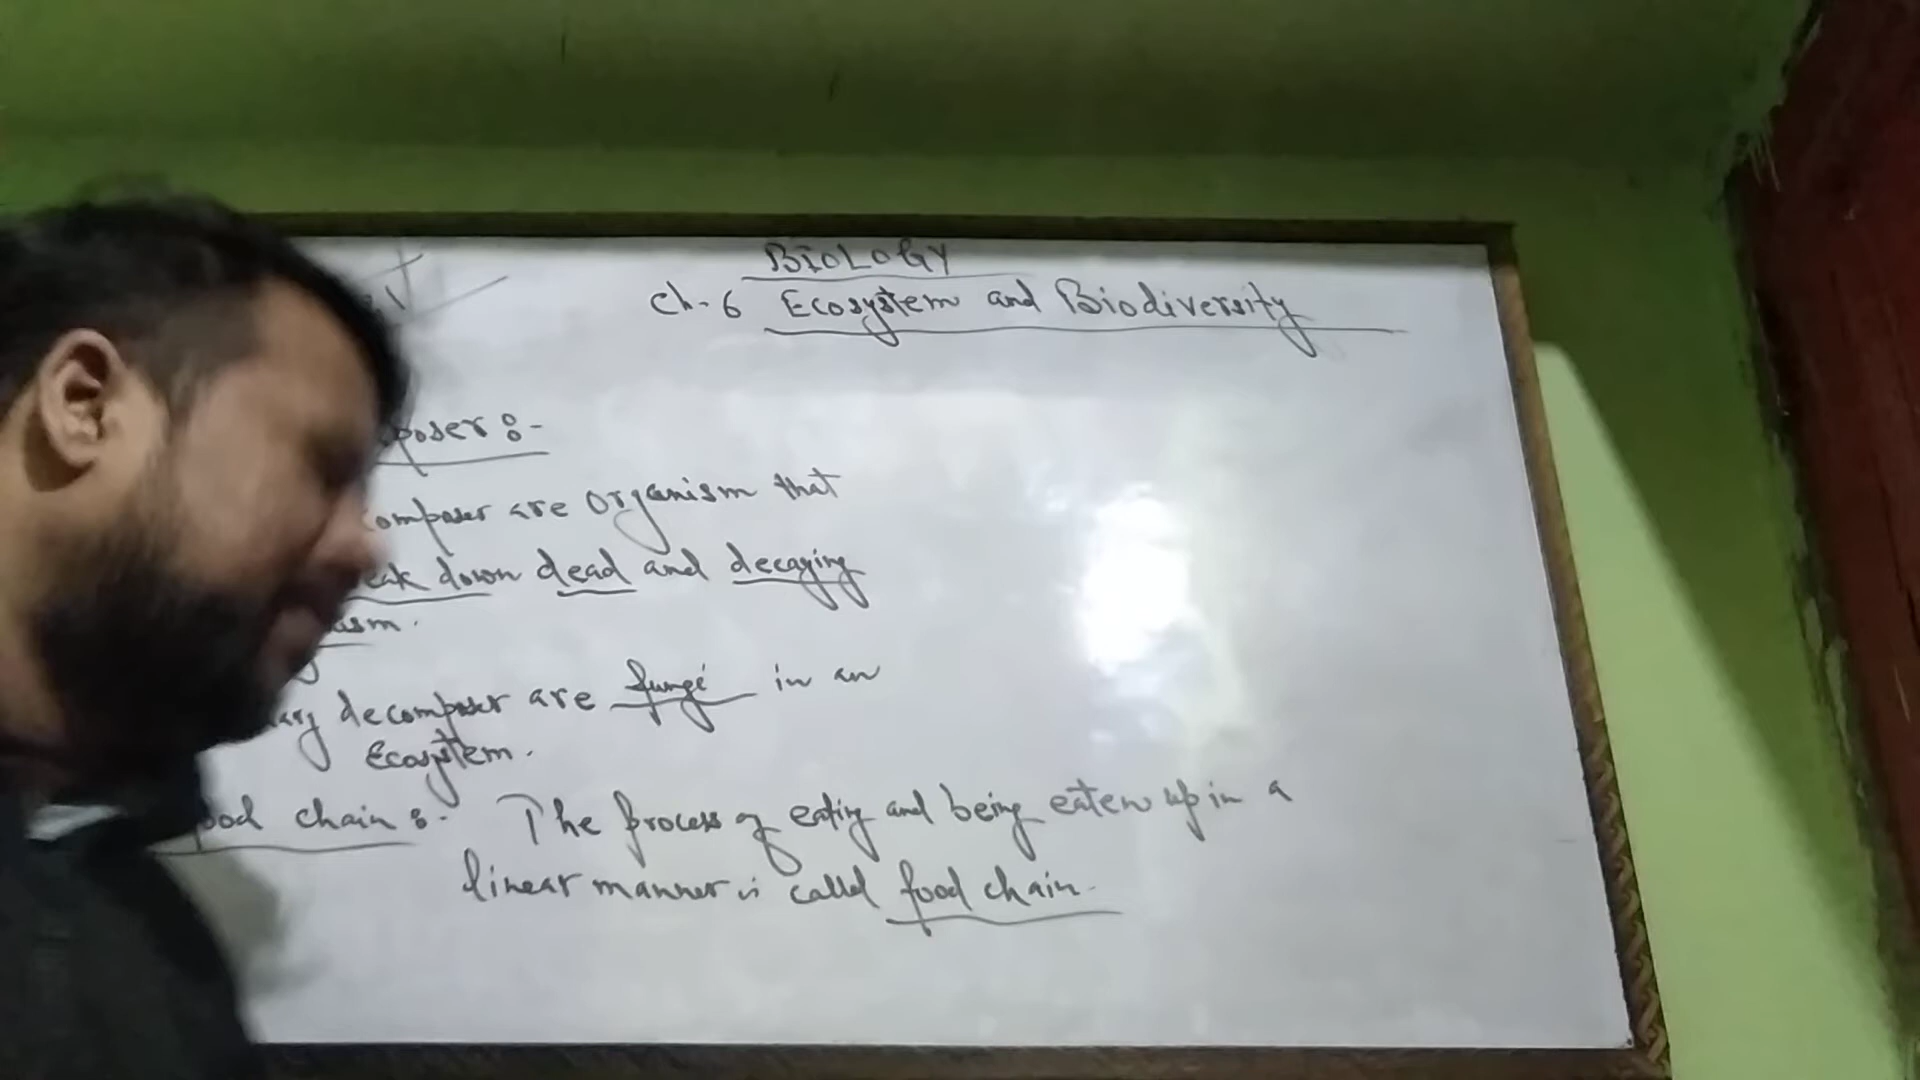 BIOLOGY
Ch-6 Ecosystem and Biodiversity
poser :-
omposer are organism that
eak down dead and decaying
ism.
ary decomposer are fungi in an
Ecosystem.
ood chain :- The process of eating and being eaten up in a
linear manner is called food chain.